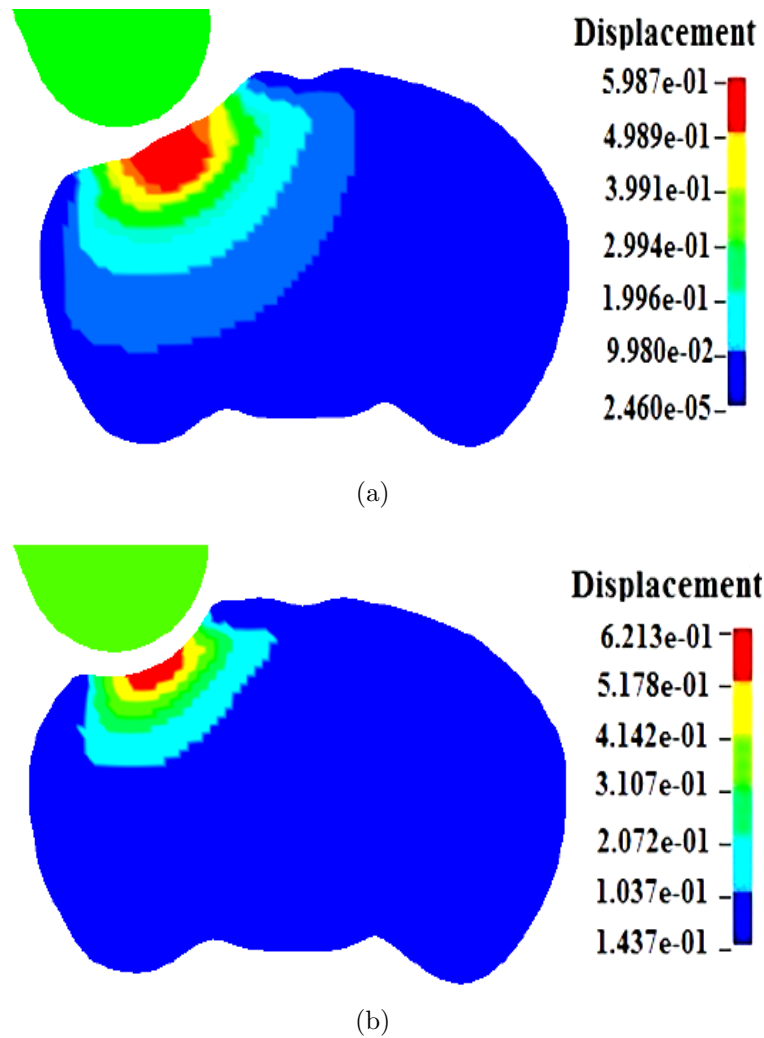 Displacement
5.987e-01
4.989e-01
3.991e-01
2.994e-01
1.996e-01
9.980e-02
2.460e-05
(a)
Displacement
6.213e-01
5.178e-01
4.142e-01
3.107e-01
2.072e-01
1.037e-01
1.437e-01
(b)